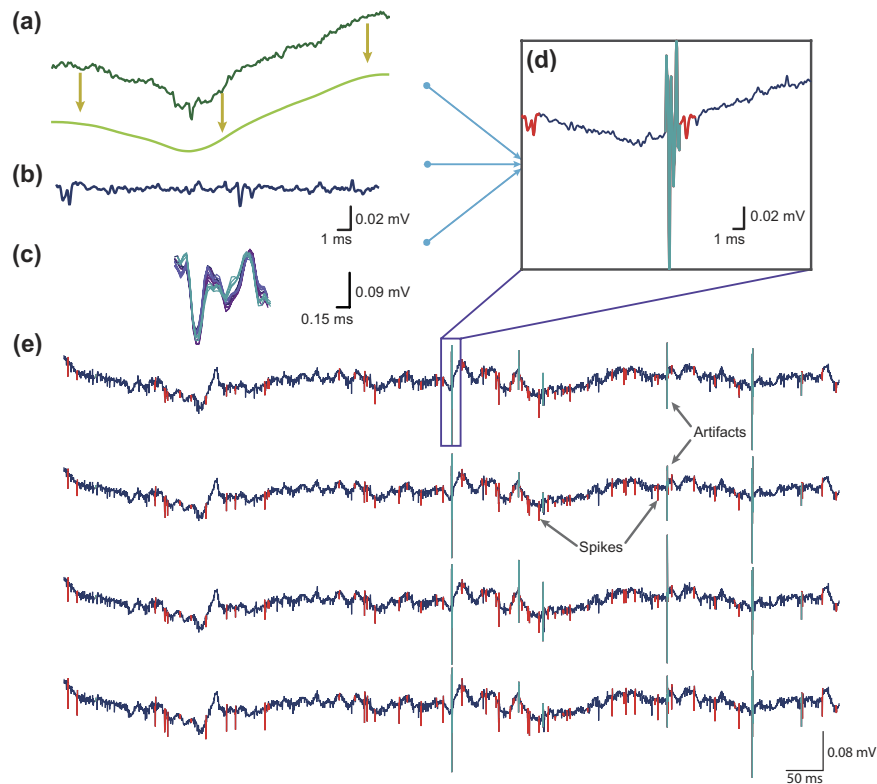 (a)
(d)
(b)
0.02 mV
1 ms
0.02 mV
1 ms
(c)
0.09 mV
0.15 ms
(e)
Artifacts
Spikes
0.08 mV
50 ms